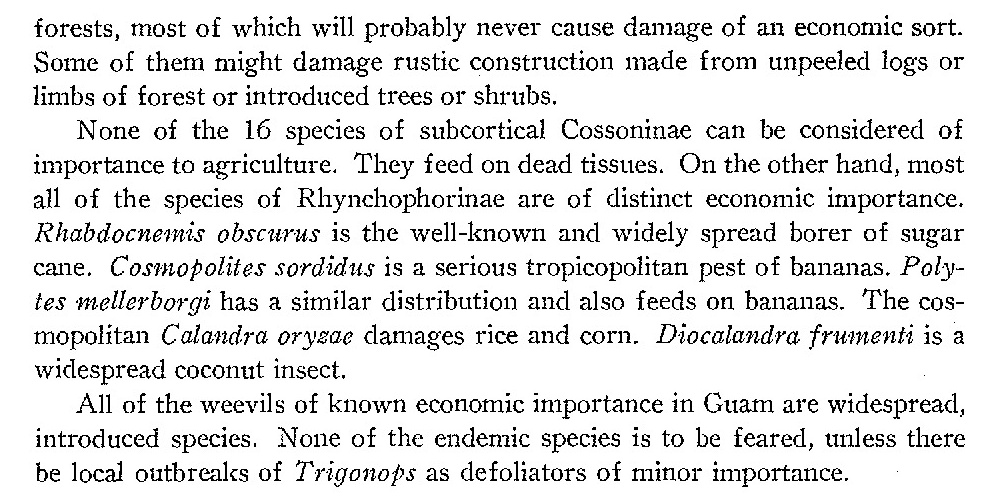 forests, most of which will probably never cause damage of an economic sort.
Some of them might damage rustic construction made from unpeeled logs or
limbs of forest or introduced trees or shrubs.
None of the 16 species of subcortical Cossoninae can be considered of
importance to agriculture. They feed on dead tissues. On the other hand, most
all of the species of Rhynchophorinae are of distinct economic importance.
Rhabdocnemis obscurus is the well-known and widely spread borer of sugar
cane. Cosmopolites sordidus is a serious tropicopolitan pest of bananas. Poly-
tes mellerborgi has a similar distribution and also feeds on bananas. The cos-
mopolitan Calandra oryzae damages rice and corn. Diocalandra frumenti is a
widespread coconut insect.
All of the weevils of known economic importance in Guam are widespread,
introduced species. None of the endemic species is to be feared, unless there
be local outbreaks of Trigonops as defoliators of minor importance.